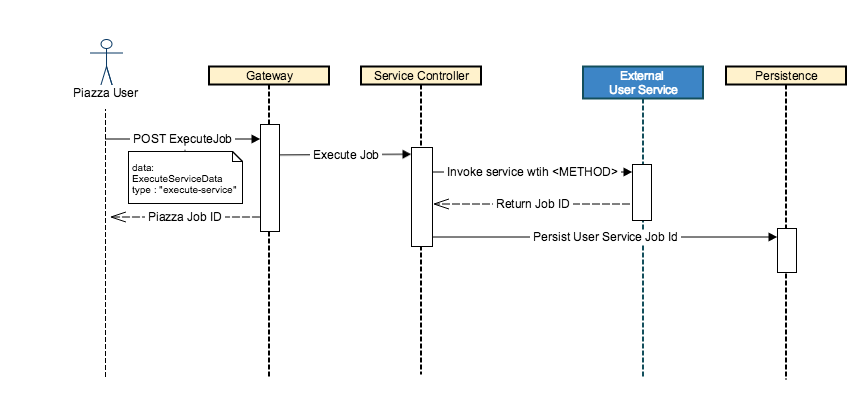 Piazza User
Gateway
Service Controller
External
User Service
Persistence
POST ExecuteJob
data:
ExecuteServiceData
type : "execute-service"
Execute Job
Invoke service wtih <METHOD>
Return Job ID
Piazza Job ID
Persist User Service Job Id